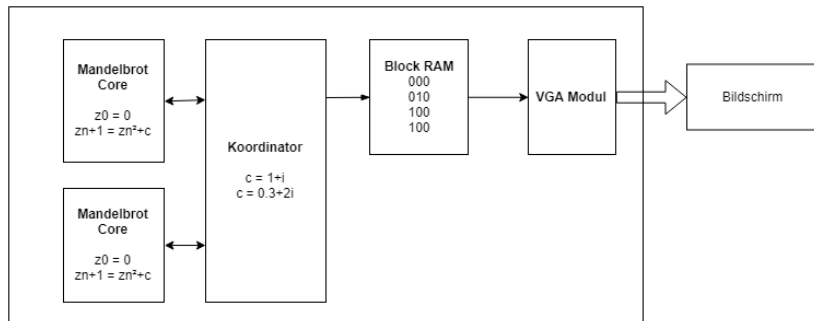 Mandelbrot
Core
z0 = 0
zn+1 = zn²+c
Mandelbrot
Core
z0 = 0
zn+1 = zn²+c
Koordinator
c = 1+i
c = 0.3+2i
Block RAM
000
010
100
100
VGA Modul
Bildschirm